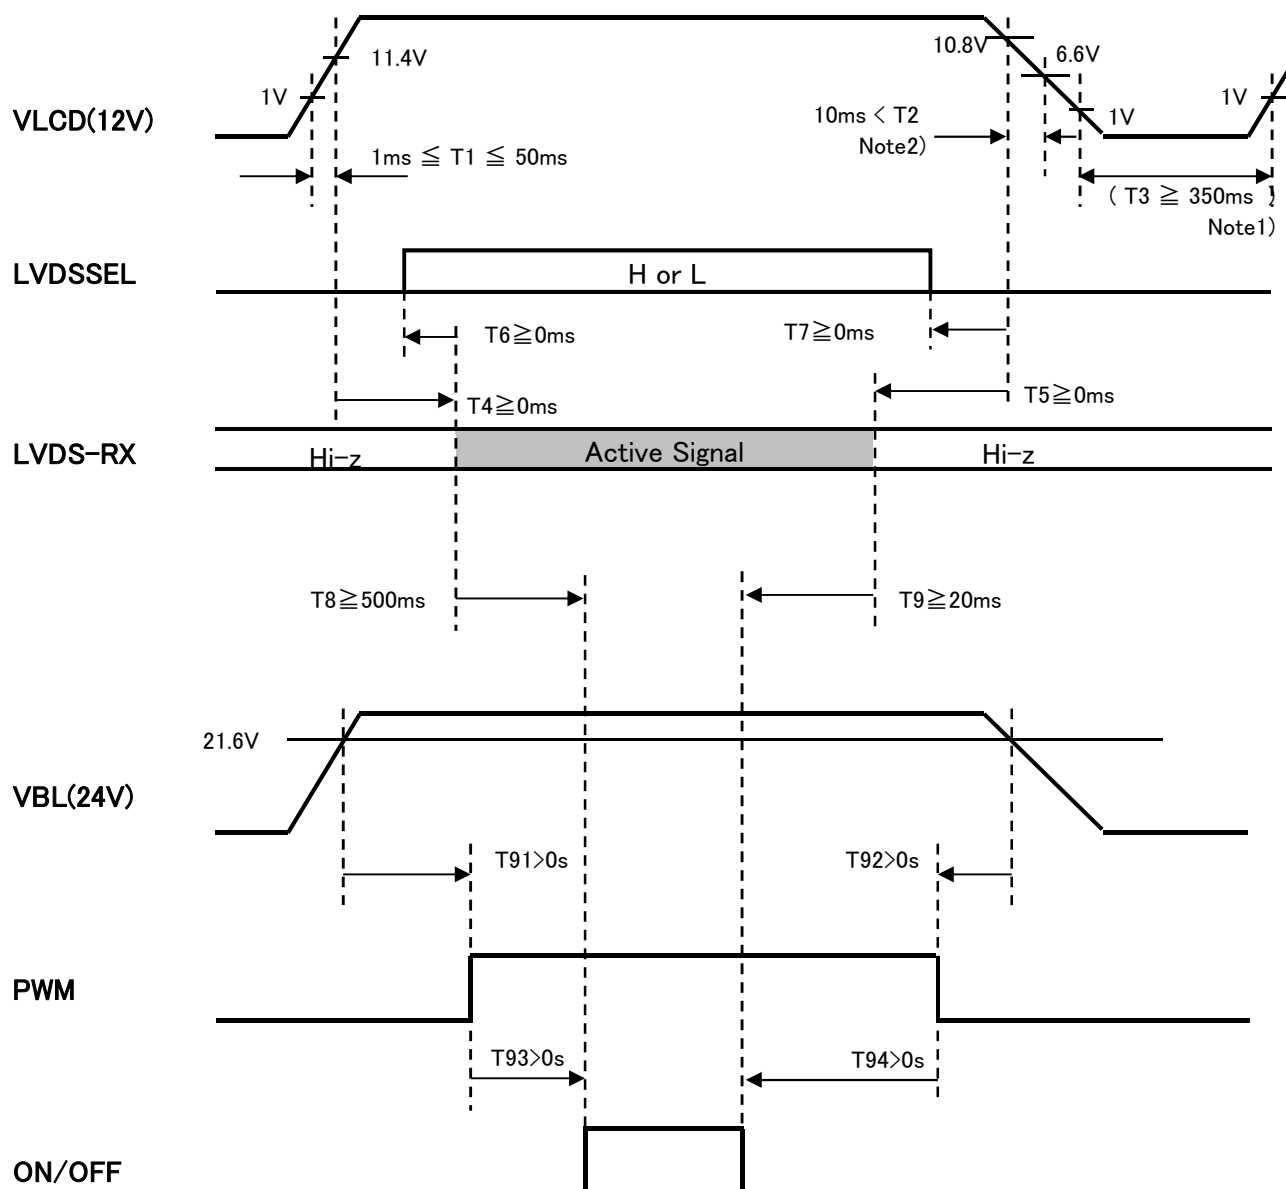 11.4V
10.8V
6.6V
1V
1V
1V
VLCD(12V)
10ms < T2
Note2)
1ms ≦ T1 ≦ 50ms
( T3 ≧ 350ms )
Note1)
LVDSSEL
H or L
T6≧0ms
T7≧0ms
T4≧0ms
T5≧0ms
LVDS-RX
Hi-z
Active Signal
Hi-z
T8≧500ms
T9≧20ms
21.6V
VBL(24V)
T91>0s
T92>0s
PWM
T93>0s
T94>0s
ON/OFF